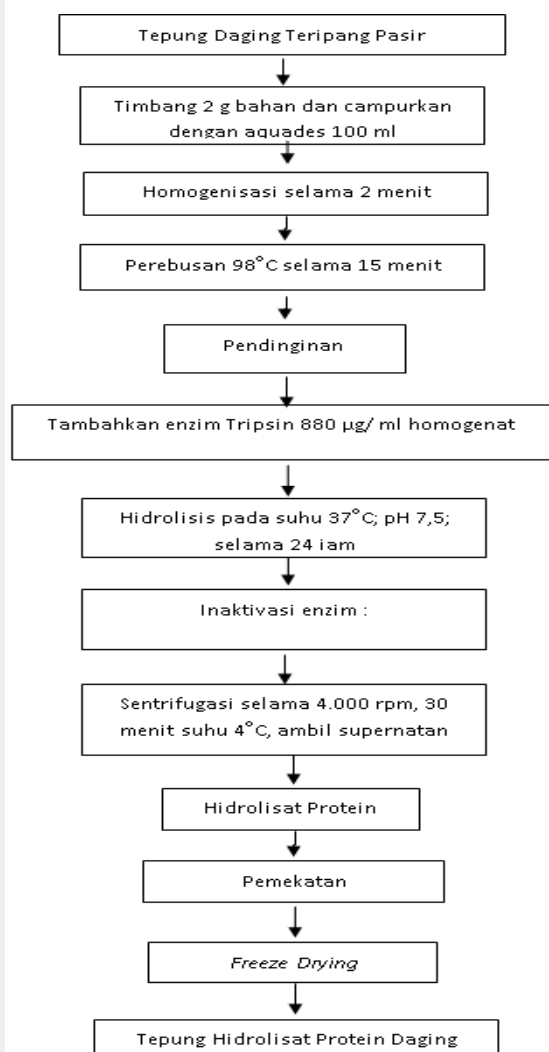 Tepung Daging Teripang Pasir
Timbang 2 g bahan dan campurkan
dengan aquades 100 ml
Homogenisasi selama 2 menit
Perebusan 98°C selama 15 menit
Pendinginan
Tambahkan enzim Tripsin 880 µg/ ml homogenat
Hidrolisis pada suhu 37°C; pH 7,5;
selama 24 jam
Inaktivasi enzim :
Sentrifugasi selama 4.000 rpm, 30
menit suhu 4°C, ambil supernatan
Hidrolisat Protein
Pemekatan
Freeze Drying
Tepung Hidrolisat Protein Daging